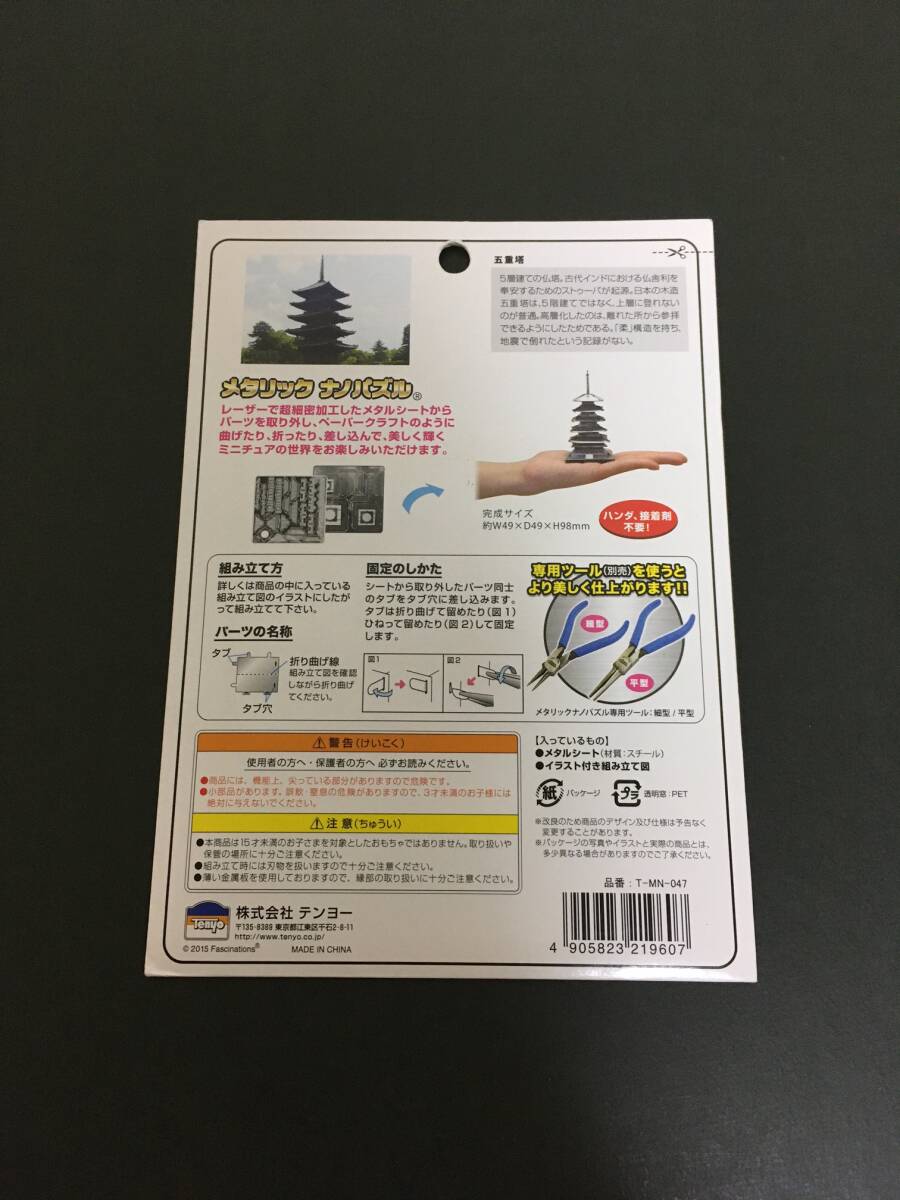 五重塔
5層建ての仏塔。古代インドにおける仏舎利を
奉安するためのストゥーパが起源。日本の木造
五重塔は、5階建てではなく、上層に登れない
のが普通。高層化したのは、離れた所から参拝
できるようにしたためである。「柔」構造を持ち、
地震で倒れたという記録がない。
メタリック ナノパズル®
レーザーで超細密加工したメタルシートから
パーツを取り外し、ペーパークラフトのように
曲げたり、折ったり、差し込んで、美しく輝く
ミニチュアの世界をお楽しみいただけます。
完成サイズ
約W49×D49×H98mm
ハンダ、接着剤
不要!
組み立て方
詳しくは商品の中に入っている
組み立て図のイラストにしたが
って組み立てて下さい。
パーツの名称
タブ
折り曲げ線
組み立て図を確認
しながら折り曲げ
てください。
タブ穴
固定のしかた
シートから取り外したパーツ同士
のタブをタブ穴に差し込みます。
タブは折り曲げて留めたり(図1)
ひねって留めたり(図2)して固定
します。
図1
図2
専用ツール(別売)を使うと
より美しく仕上がります!!
細型
平型
メタリックナノパズル専用ツール:細型/平型
警告(けいこく)
使用者の方へ・保護者の方へ 必ずお読みください。
●商品には、機能上、尖っている部分がありますので危険です。
●小部品があります。誤飲・窒息の危険がありますので、3才未満のお子様には
絶対に与えないでください。
注意(ちゅうい)
●本商品は15才未満のお子さまを対象としたおもちゃではありません。取り扱いや
保管の場所に十分ご注意ください。
●組み立て時には刃物を扱いますので十分ご注意ください。
●薄い金属板を使用しておりますので、縁部の取り扱いに十分ご注意ください。
【入っているもの】
●メタルシート(材質:スチール)
●イラスト付き組み立て図
紙 パッケージ
プラ 透明窓:PET
※改良のため商品のデザイン及び仕様は予告なく
変更することがあります。
※パッケージの写真やイラストと実際の商品とは、
多少異なる場合がありますのでご了承ください。
品番:T-MN-047
4 905823 219607
Tenyo
株式会社 テンヨー
〒135-8389 東京都江東区千石2-8-11
http://www.tenyo.co.jp/
© 2015 Fascinations® MADE IN CHINA